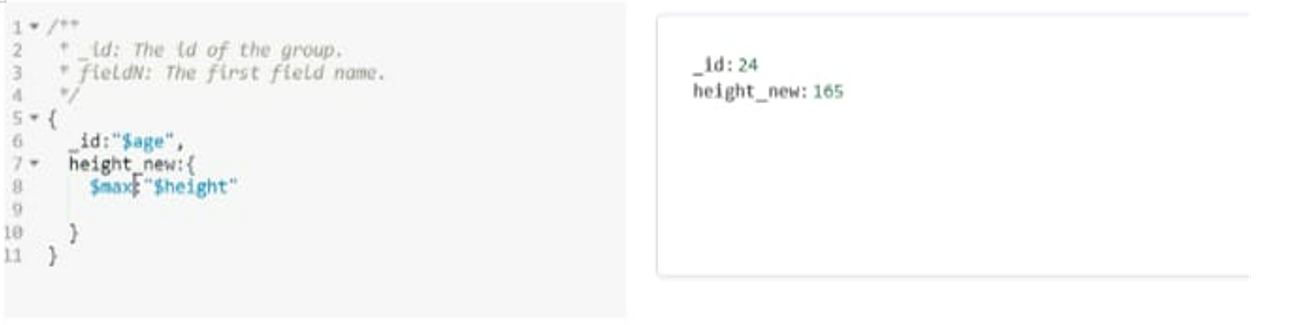 1 /**
2 * _id: The id of the group.
3 * fieldN: The first field name.
4 */
5 {
6 _id:"$age",
7 height_new:{
8 $max:"$height"
9
10 }
11 }
_id: 24
height_new: 165